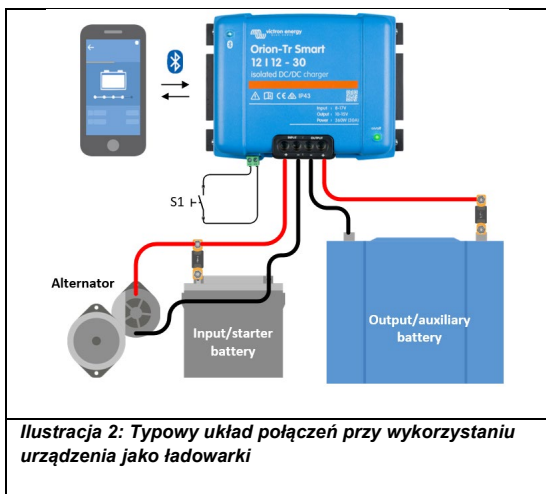 victron energy
Orion-Tr Smart
12 | 12 - 30
isolated DC/DC charger
IP43
S1
Alternator
Input/starter
battery
Output/auxiliary
battery
Ilustracja 2: Typowy układ połączeń przy wykorzystaniu
urządzenia jako ładowarki